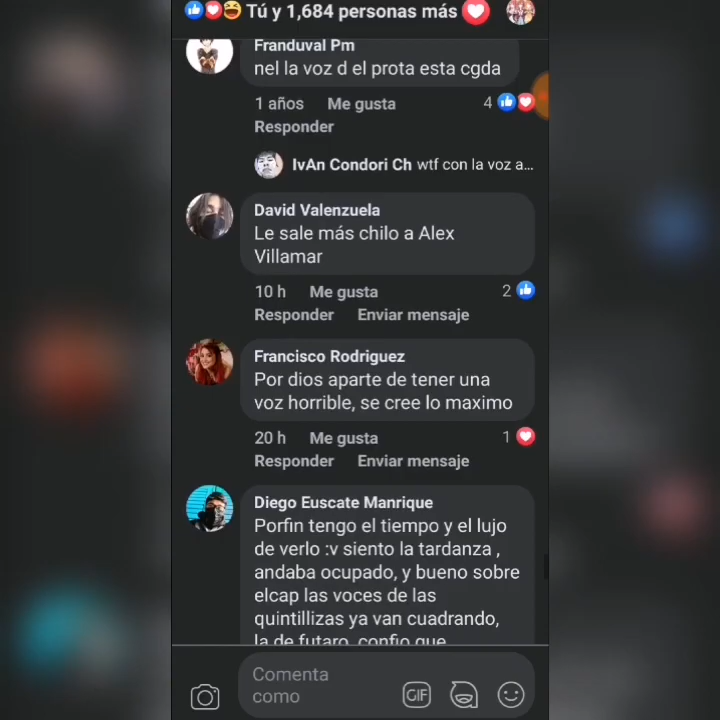 Tú y 1,684 personas más
Franduval Pm
nel la voz d el prota esta cgda
1 años Me gusta 4
Responder
IvAn Condori Ch wtf con la voz a...
David Valenzuela
Le sale más chilo a Alex
Villamar
10 h Me gusta 2
Responder Enviar mensaje
Francisco Rodriguez
Por dios aparte de tener una
voz horrible, se cree lo maximo
20 h Me gusta 1
Responder Enviar mensaje
Diego Euscate Manrique
Porfin tengo el tiempo y el lujo
de verlo :v siento la tardanza ,
andaba ocupado, y bueno sobre
elcap las voces de las
quintillizas ya van cuadrando,
la de futaro, confio que
Comenta
como
GIF